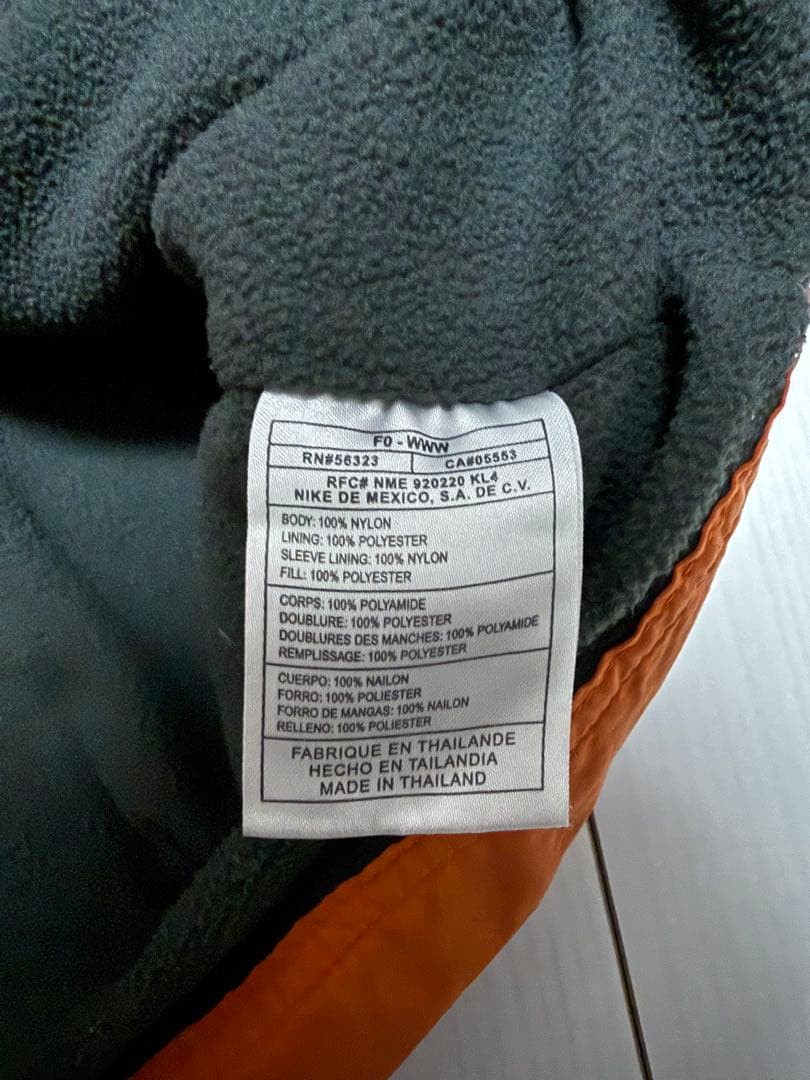 F0 - WWW
RN#56323 CA#05553
RFC# NME 920220 KL4
NIKE DE MEXICO, S.A. DE C.V.
BODY: 100% NYLON
LINING: 100% POLYESTER
SLEEVE LINING: 100% NYLON
FILL: 100% POLYESTER
CORPS: 100% POLYAMIDE
DOUBLURE: 100% POLYESTER
DOUBLURES DES MANCHES: 100% POLYAMIDE
REMPLISSAGE: 100% POLYESTER
CUERPO: 100% NAILON
FORRO: 100% POLIESTER
FORRO DE MANGAS: 100% NAILON
RELLENO: 100% POLIESTER
FABRIQUE EN THAILANDE
HECHO EN TAILANDIA
MADE IN THAILAND